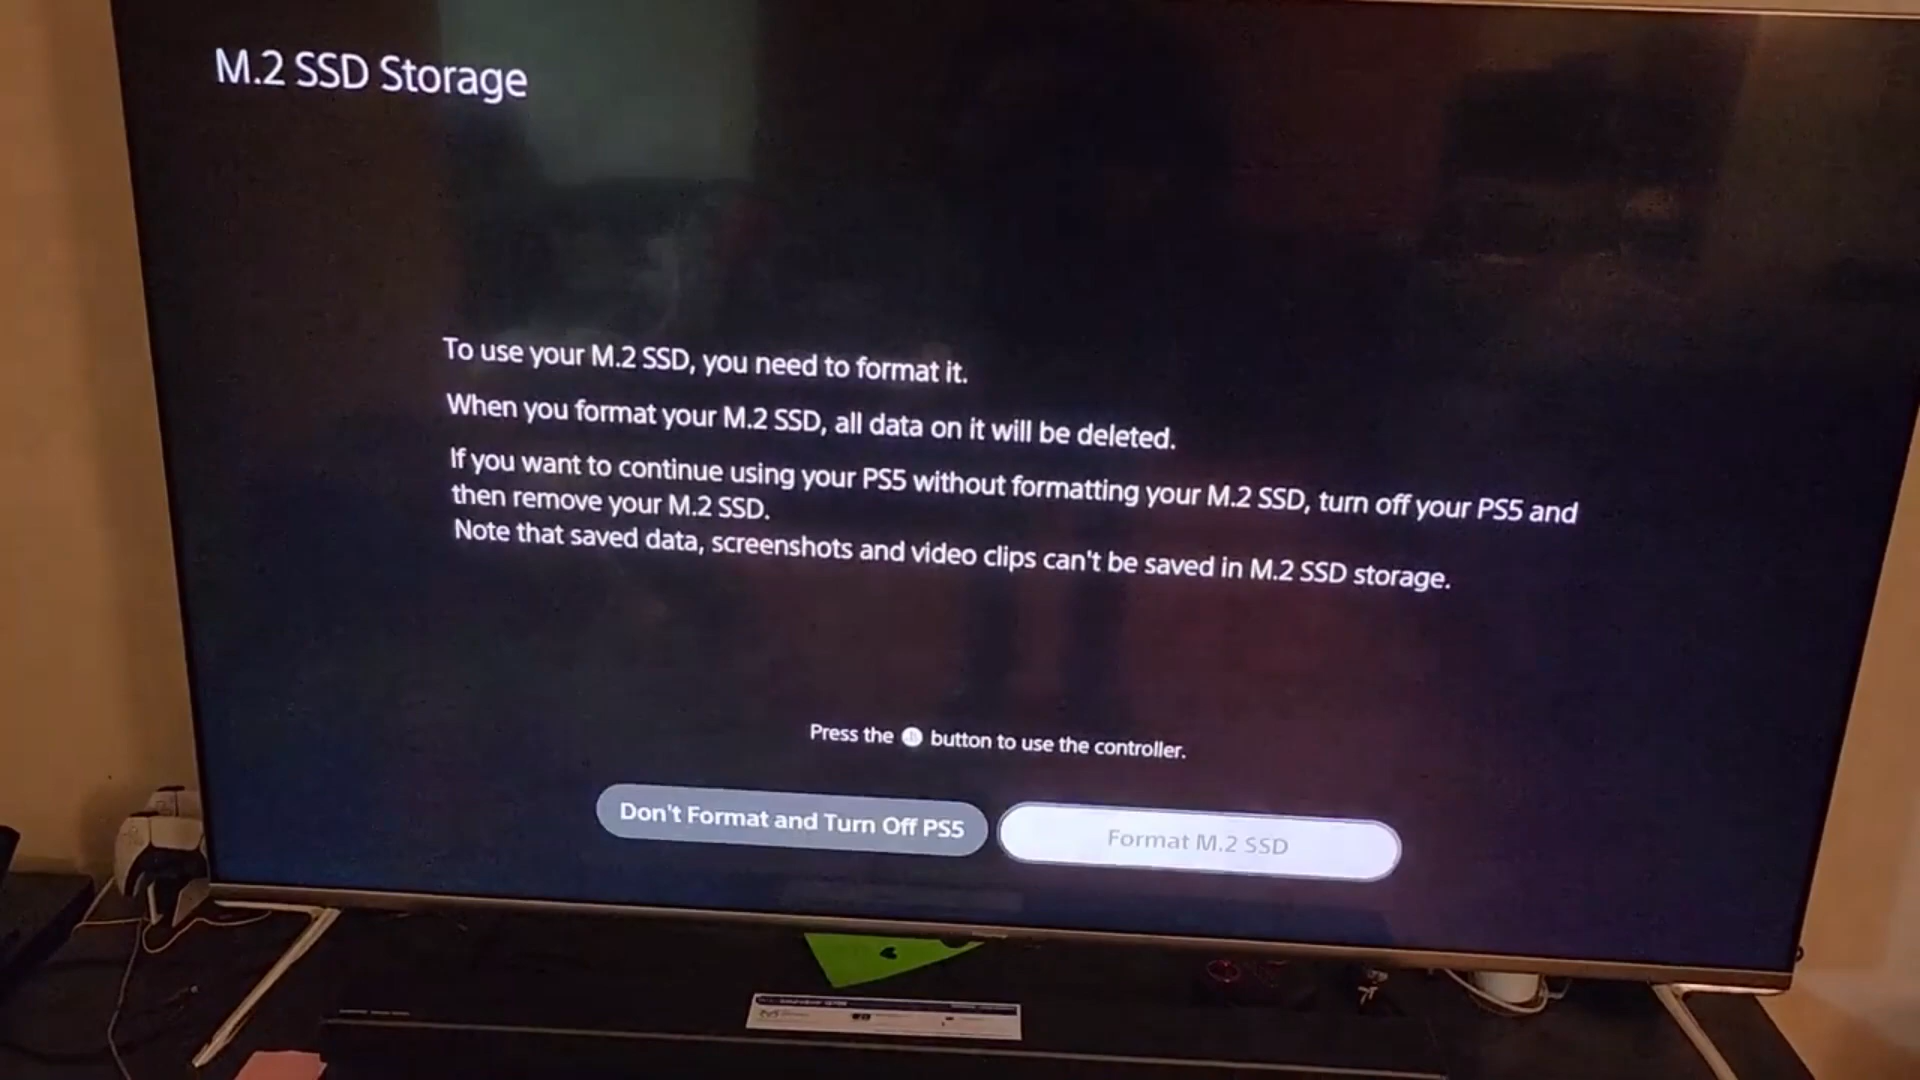 M.2 SSD Storage
To use your M.2 SSD, you need to format it.
When you format your M.2 SSD, all data on it will be deleted.
If you want to continue using your PS5 without formatting your M.2 SSD, turn off your PS5 and
then remove your M.2 SSD.
Note that saved data, screenshots and video clips can't be saved in M.2 SSD storage.
Press the button to use the controller.
Don't Format and Turn Off PS5
Format M.2 SSD